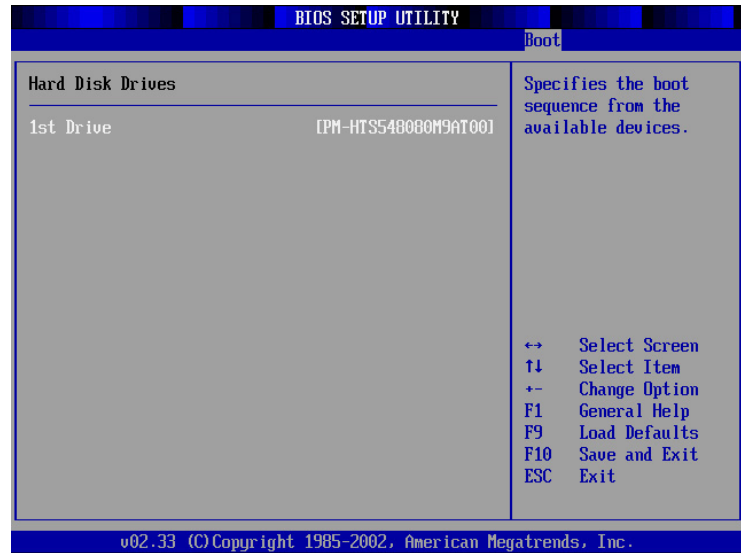 BIOS SETUP UTILITY
Boot
Hard Disk Drives
1st Drive [PM-HTS548080M9AT00]
Specifies the boot
sequence from the
available devices.
↔ Select Screen
↑↓ Select Item
+- Change Option
F1 General Help
F9 Load Defaults
F10 Save and Exit
ESC Exit
v02.33 (C)Copyright 1985-2002, American Megatrends, Inc.